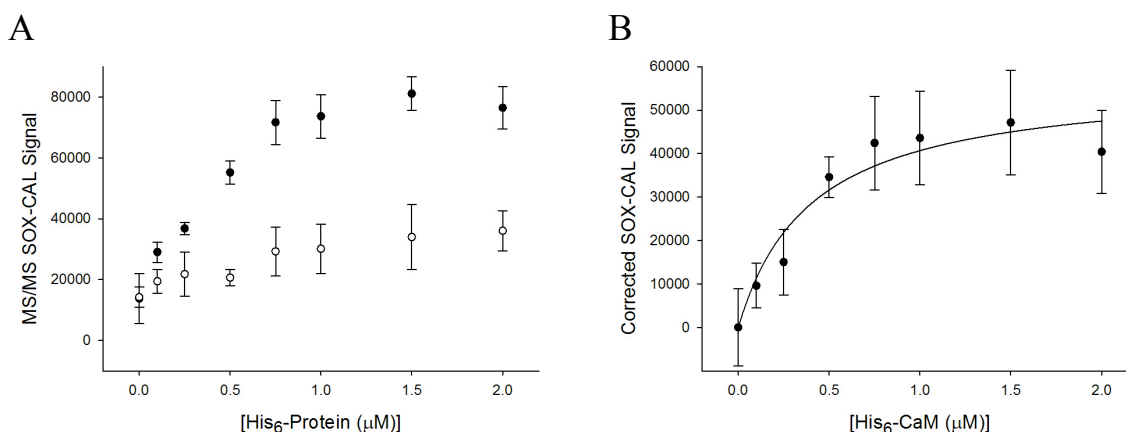 A
B
MS/MS SOX-CAL Signal
80000
60000
40000
20000
0
0.0 0.5 1.0 1.5 2.0
[His₆-Protein (μM)]
Corrected SOX-CAL Signal
60000
50000
40000
30000
20000
10000
0
0.0 0.5 1.0 1.5 2.0
[His₆-CaM (μM)]